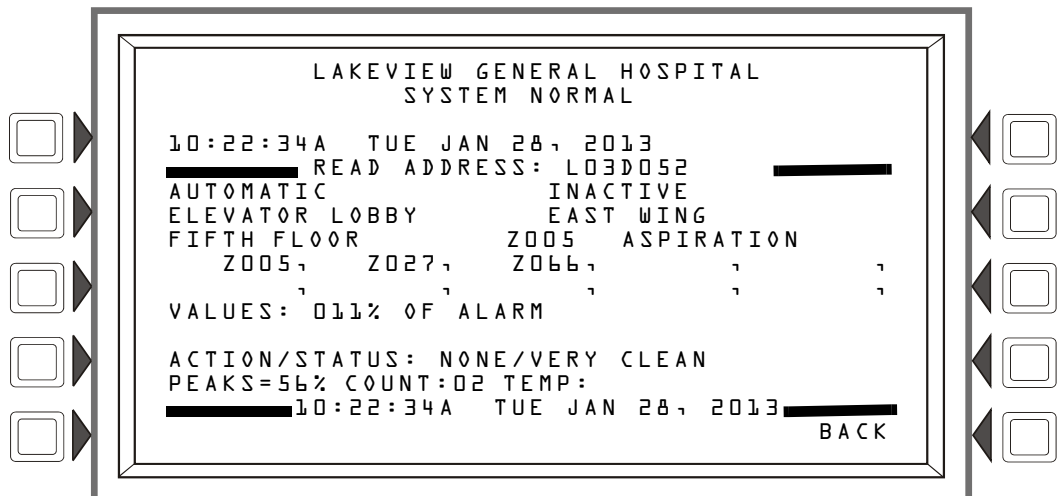 LAKEVIEW GENERAL HOSPITAL
SYSTEM NORMAL
10:22:34A TUE JAN 28, 2013
READ ADDRESS: L03D052
AUTOMATIC INACTIVE
ELEVATOR LOBBY EAST WING
FIFTH FLOOR Z005 ASPIRATION
Z005, Z027, Z066, , ,
, , , , ,
VALUES: 011% OF ALARM
ACTION/STATUS: NONE/VERY CLEAN
PEAKS=56% COUNT:02 TEMP:
10:22:34A TUE JAN 28, 2013
BACK